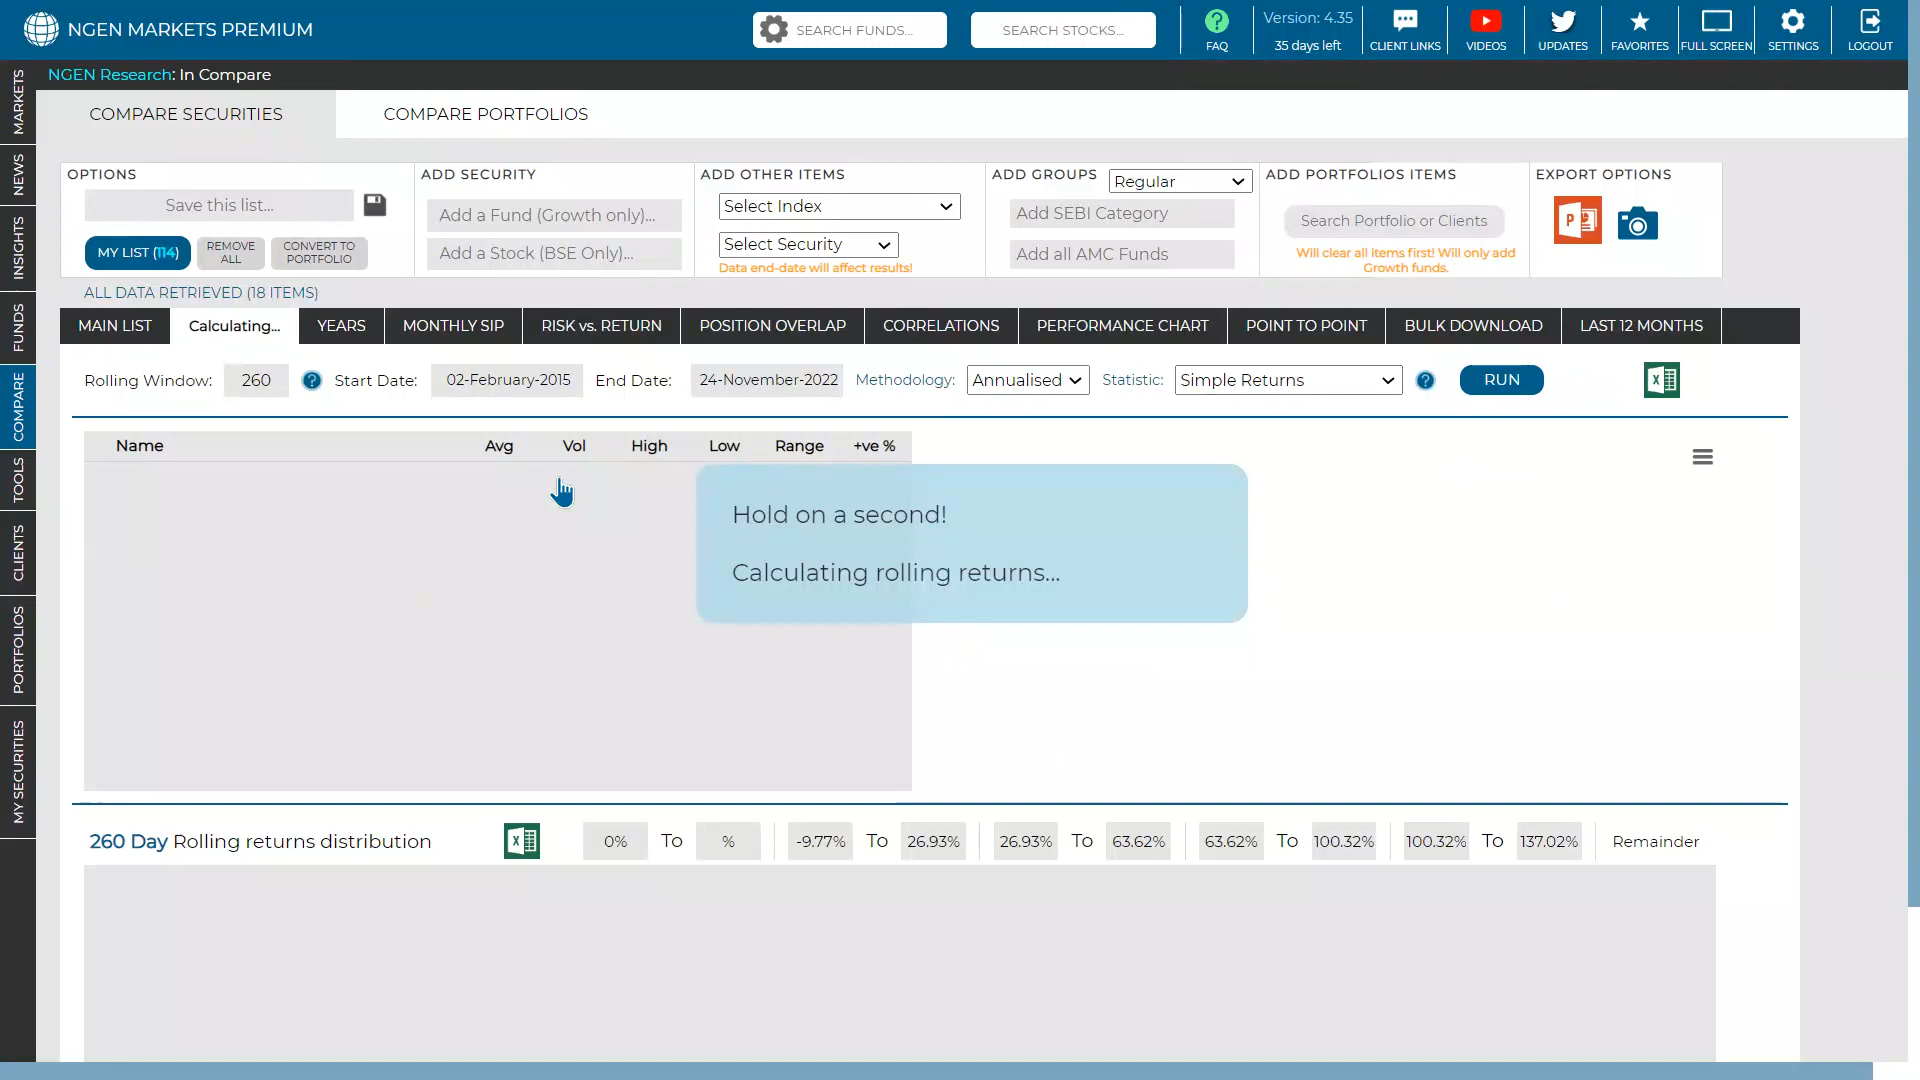 NGEN MARKETS PREMIUM
SEARCH FUNDS...
SEARCH STOCKS...
FAQ
Version: 4.35
35 days left
CLIENT LINKS
VIDEOS
UPDATES
FAVORITES
FULL SCREEN
SETTINGS
LOGOUT
NGEN Research: In Compare
MARKETS
NEWS
INSIGHTS
FUNDS
COMPARE
TOOLS
CLIENTS
PORTFOLIOS
MY SECURITIES
COMPARE SECURITIES
COMPARE PORTFOLIOS
OPTIONS
Save this list...
MY LIST (114)
REMOVE ALL
CONVERT TO PORTFOLIO
ADD SECURITY
Add a Fund (Growth only)...
Add a Stock (BSE Only)...
ADD OTHER ITEMS
Select Index
Select Security
Data end-date will affect results!
ADD GROUPS
Regular
Add SEBI Category
Add all AMC Funds
ADD PORTFOLIOS ITEMS
Search Portfolio or Clients
Will clear all items first! Will only add
Growth funds.
EXPORT OPTIONS
ALL DATA RETRIEVED (18 ITEMS)
MAIN LIST
Calculating...
YEARS
MONTHLY SIP
RISK vs. RETURN
POSITION OVERLAP
CORRELATIONS
PERFORMANCE CHART
POINT TO POINT
BULK DOWNLOAD
LAST 12 MONTHS
Rolling Window: 260
Start Date: 02-February-2015
End Date: 24-November-2022
Methodology: Annualised
Statistic: Simple Returns
RUN
Name Avg Vol High Low Range +ve %
Hold on a second!
Calculating rolling returns...
260 Day Rolling returns distribution
0% To %
-9.77% To 26.93%
26.93% To 63.62%
63.62% To 100.32%
100.32% To 137.02%
Remainder